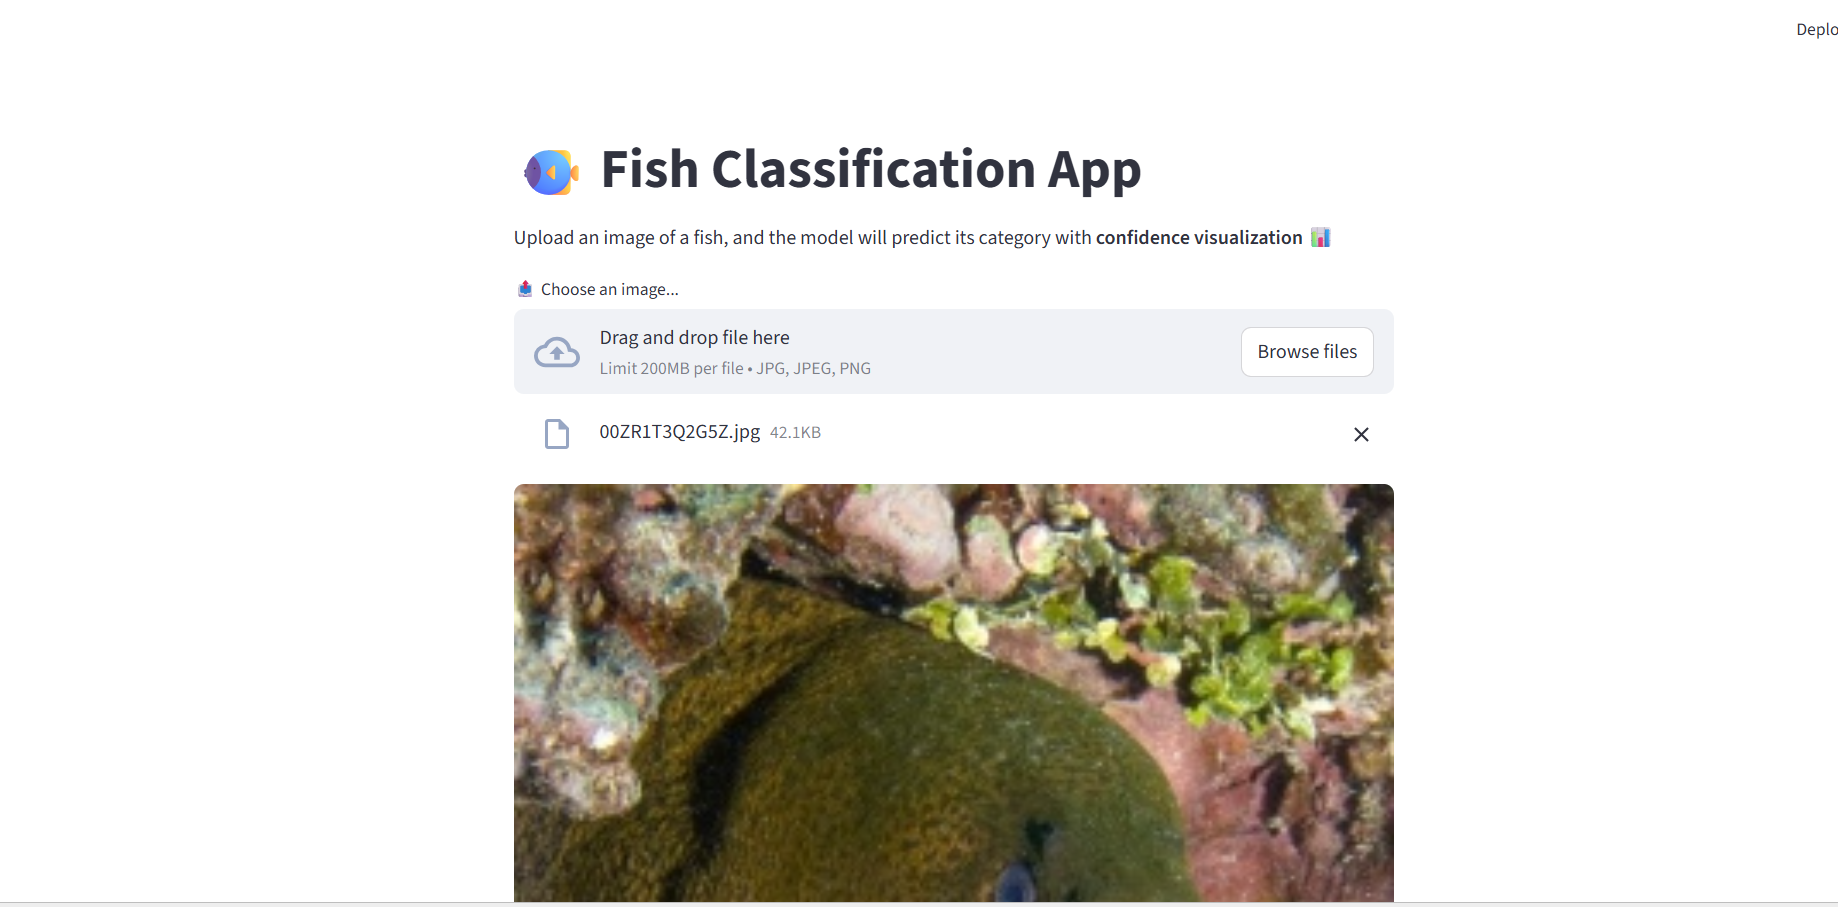 Deplo
Fish Classification App
Upload an image of a fish, and the model will predict its category with confidence visualization
Choose an image...
Drag and drop file here
Limit 200MB per file • JPG, JPEG, PNG
Browse files
00ZR1T3Q2G5Z.jpg 42.1KB